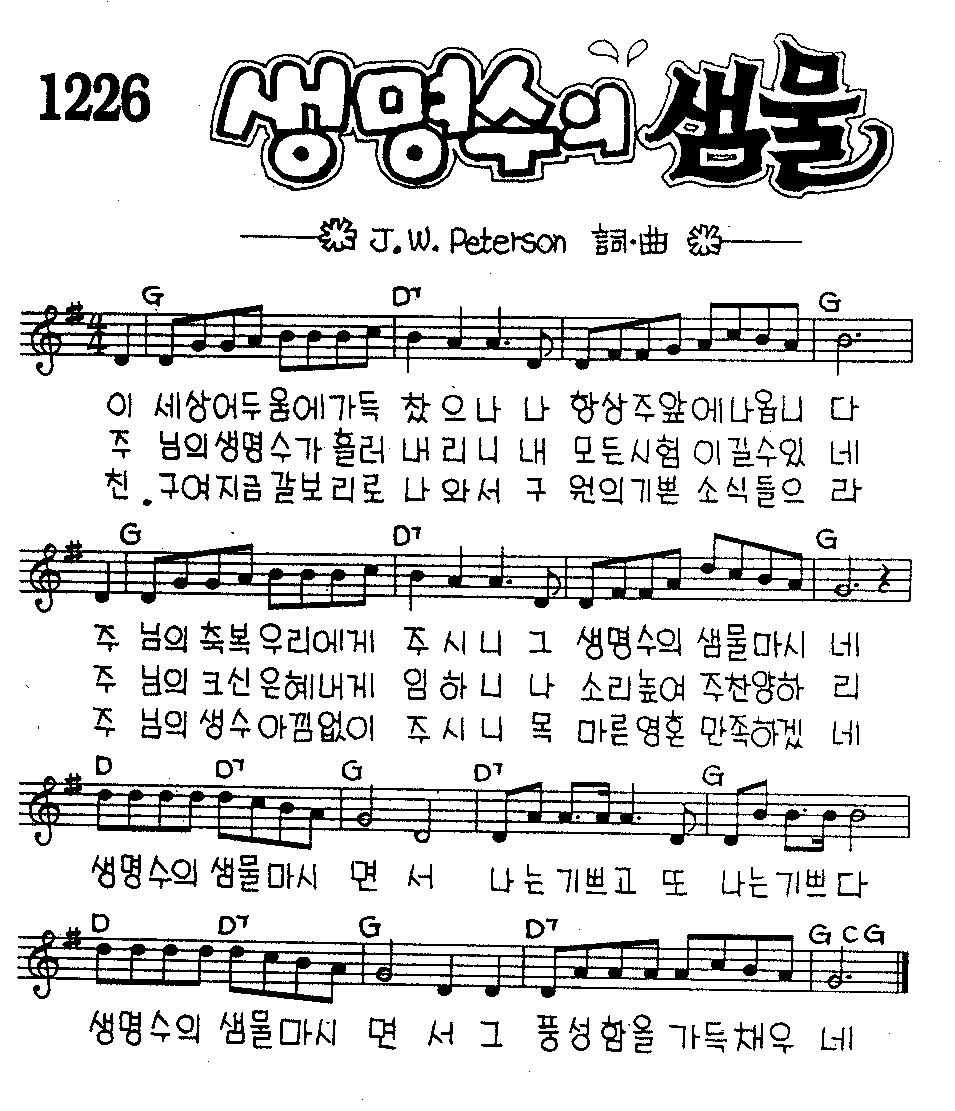 1226
생명수의 샘물
J.W. Peterson 詞·曲
G D7 G
이 세상어두움에가득 찼으나 나 항상주앞에나옵니 다
주 님의생명수가흘러 내리니 내 모든시험이길수있 네
친. 구여지금갈보리로 나와서 구 원의기쁜 소식들으 라
G D7 G
주 님의 축복우리에게 주시니 그 생명수의 샘물마시 네
주 님의 크신은혜내게 임하니 나 소리높여 주찬양하 리
주 님의 생수아낌없이 주시니 목 마른영혼 만족하겠 네
D D7 G D7 G
생명수의 샘물마시 면 서 나는기쁘고 또 나는기쁘다
D D7 G D7 G C G
생명수의 샘물마시 면 서 그 풍성함을 가득채우 네